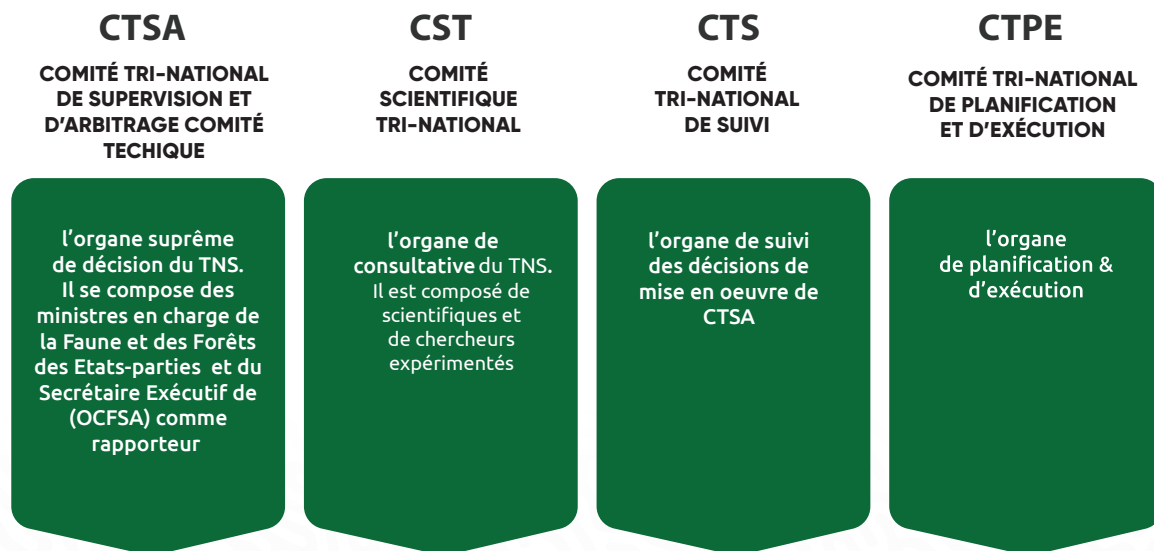 CTSA
COMITÉ TRI-NATIONAL
DE SUPERVISION ET
D'ARBITRAGE COMITÉ
TECHIQUE
l'organe suprême
de décision du TNS.
Il se compose des
ministres en charge de
la Faune et des Forêts
des Etats-parties et du
Secrétaire Exécutif de
(OCFSA) comme
rapporteur
CST
COMITÉ
SCIENTIFIQUE
TRI-NATIONAL
l'organe de
consultative du TNS.
Il est composé de
scientifiques et
de chercheurs
expérimentés
CTS
COMITÉ
TRI-NATIONAL
DE SUIVI
l'organe de suivi
des décisions de
mise en oeuvre de
CTSA
CTPE
COMITÉ TRI-NATIONAL
DE PLANIFICATION
ET D'EXÉCUTION
l'organe
de planification &
d'exécution